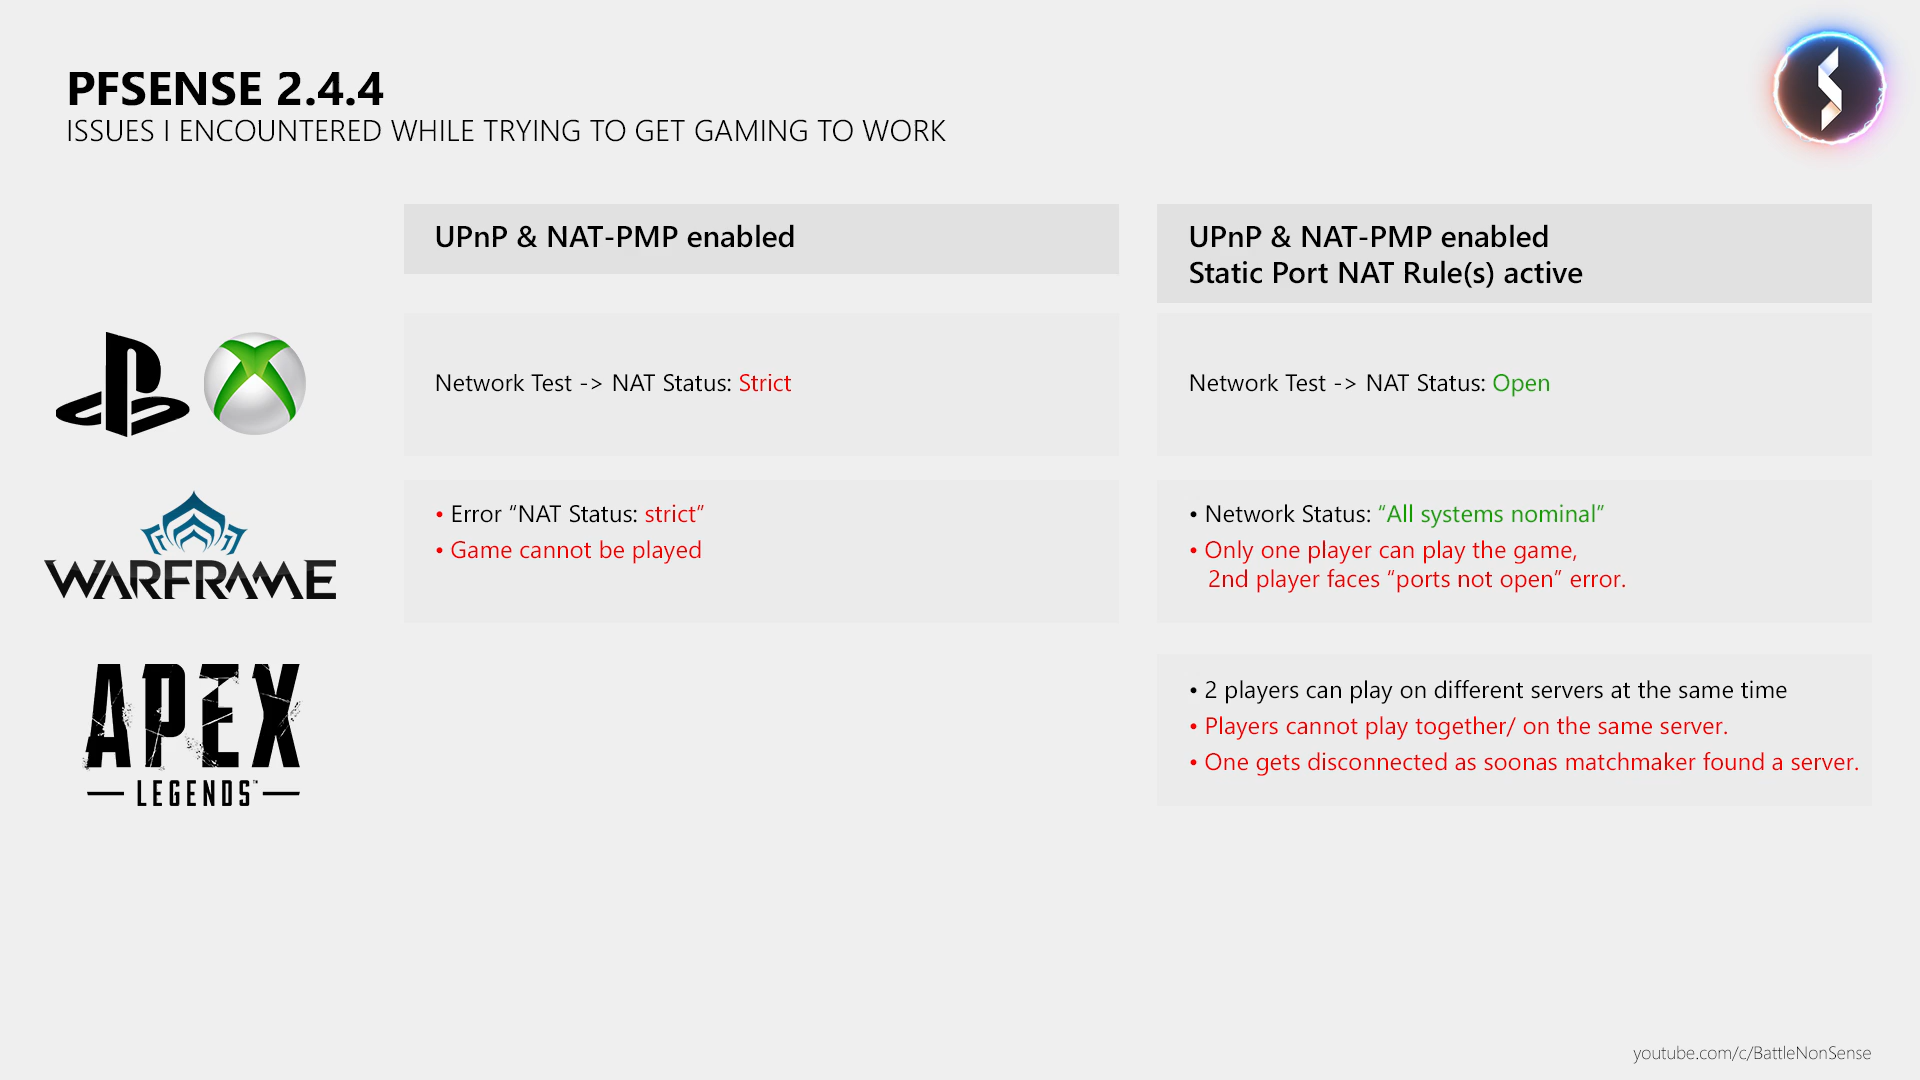 PFSENSE 2.4.4
ISSUES I ENCOUNTERED WHILE TRYING TO GET GAMING TO WORK
UPnP & NAT-PMP enabled
UPnP & NAT-PMP enabled
Static Port NAT Rule(s) active
Network Test -> NAT Status: Strict
Network Test -> NAT Status: Open
WARFRAME
• Error “NAT Status: strict”
• Game cannot be played
• Network Status: “All systems nominal”
• Only one player can play the game,
2nd player faces “ports not open” error.
APEX
LEGENDS™
• 2 players can play on different servers at the same time
• Players cannot play together/ on the same server.
• One gets disconnected as soonas matchmaker found a server.
youtube.com/c/BattleNonSense